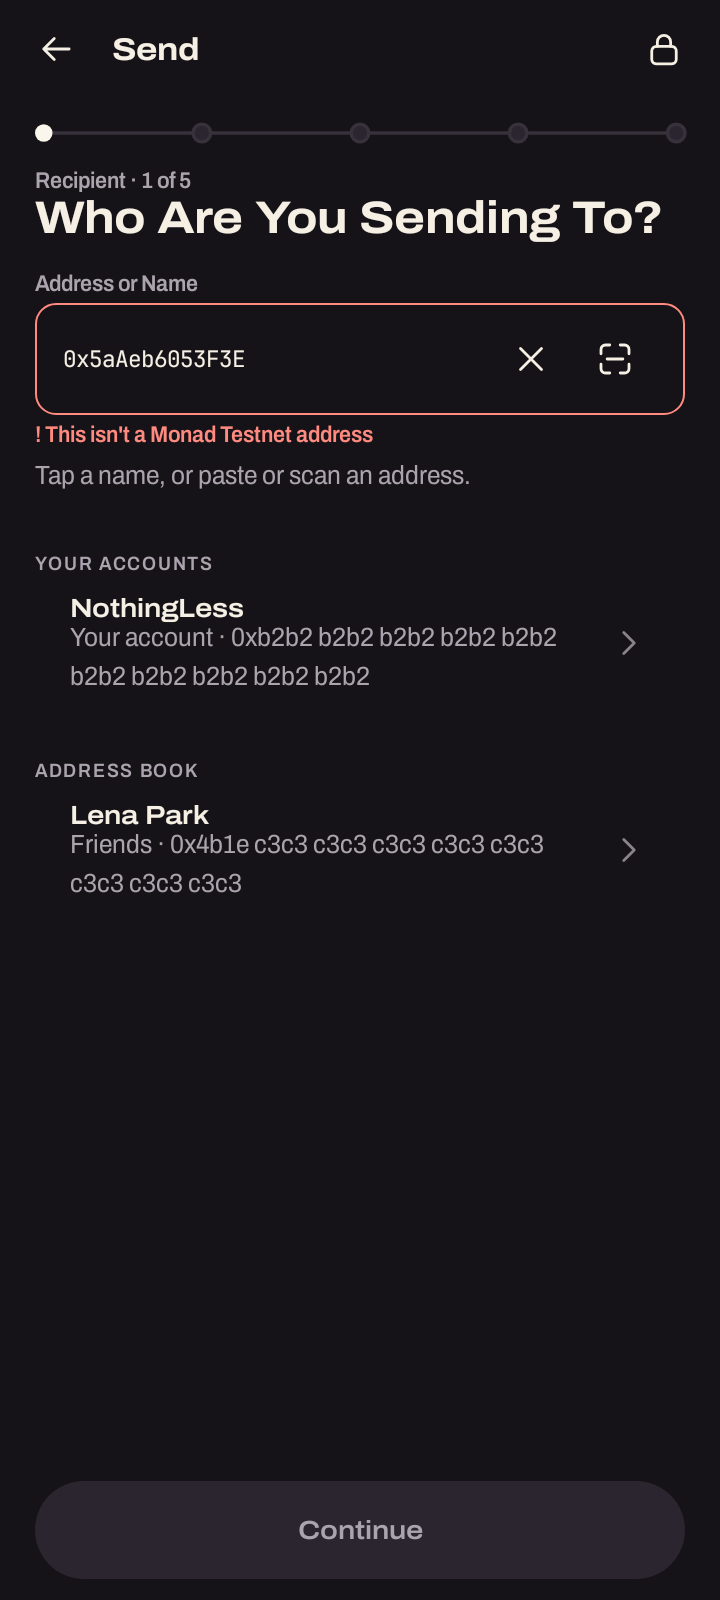 Send
Recipient · 1 of 5
Who Are You Sending To?
Address or Name
0x5aAeb6053F3E
! This isn't a Monad Testnet address
Tap a name, or paste or scan an address.
YOUR ACCOUNTS
NothingLess
Your account · 0xb2b2 b2b2 b2b2 b2b2 b2b2
b2b2 b2b2 b2b2 b2b2 b2b2
ADDRESS BOOK
Lena Park
Friends · 0x4b1e c3c3 c3c3 c3c3 c3c3 c3c3
c3c3 c3c3 c3c3
Continue